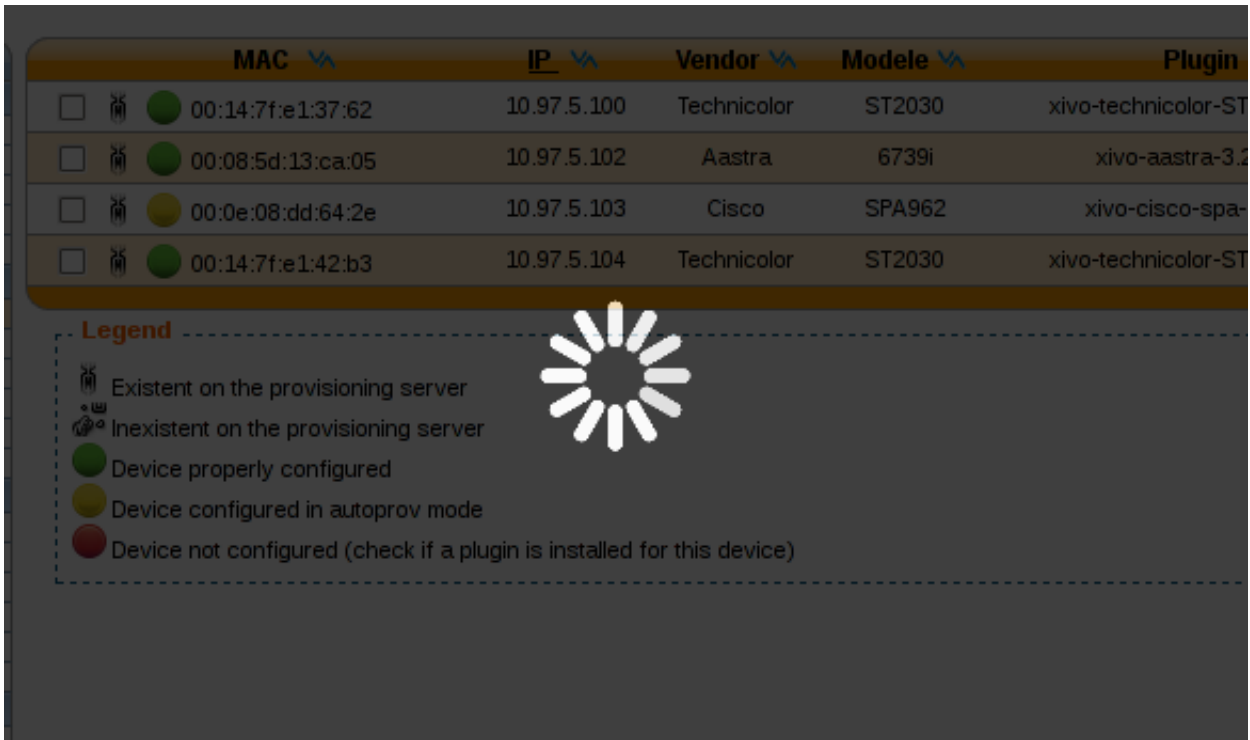 MAC IP Vendor Modele Plugin
00:14:7f:e1:37:62 10.97.5.100 Technicolor ST2030 xivo-technicolor-ST
00:08:5d:13:ca:05 10.97.5.102 Aastra 6739i xivo-aastra-3.2
00:0e:08:dd:64:2e 10.97.5.103 Cisco SPA962 xivo-cisco-spa-
00:14:7f:e1:42:b3 10.97.5.104 Technicolor ST2030 xivo-technicolor-ST
Legend
Existent on the provisioning server
Inexistent on the provisioning server
Device properly configured
Device configured in autoprov mode
Device not configured (check if a plugin is installed for this device)